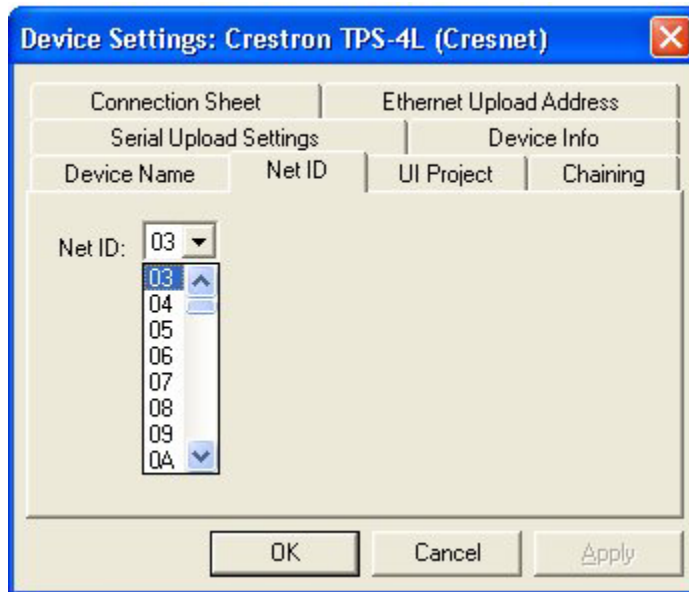 Device Settings: Crestron TPS-4L (Cresnet)
Connection Sheet Ethernet Upload Address
Serial Upload Settings Device Info
Device Name Net ID UI Project Chaining
Net ID: 03
03
04
05
06
07
08
09
0A
OK Cancel Apply